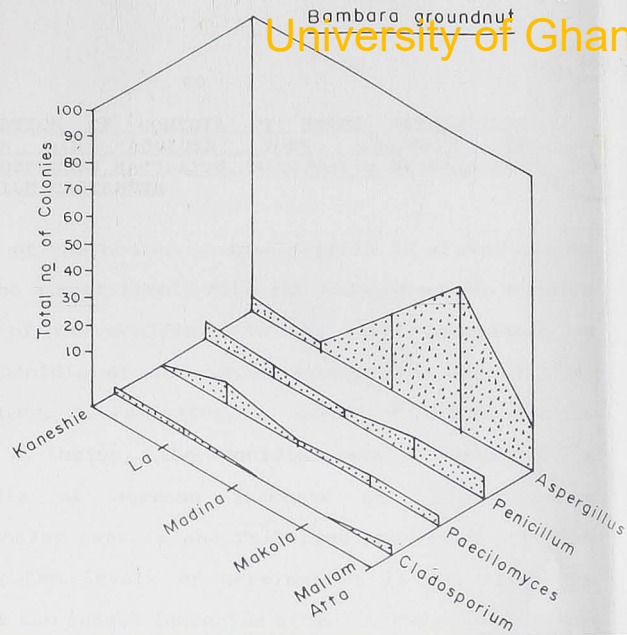 Bambara groundnut
University of Ghan
Total no of Colonies
100
90
80
70
60
50
40
30
20
10
Kaneshie
La
Madina
Makola
Mallam
Atta
Aspergillus
Penicillum
Paecilomyces
Cladosporium